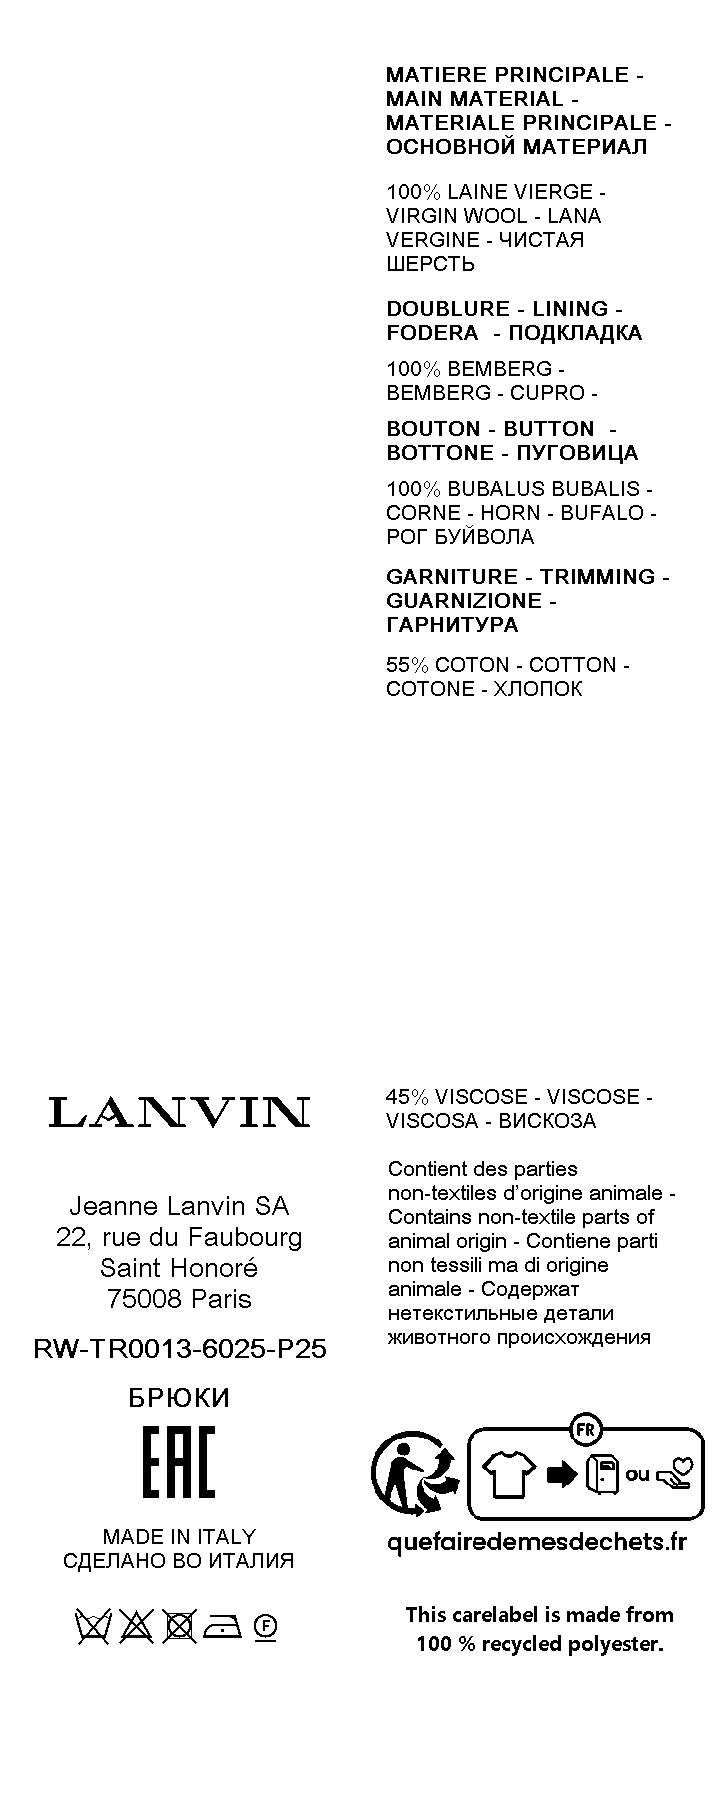 MATIERE PRINCIPALE -
MAIN MATERIAL -
MATERIALE PRINCIPALE -
ОСНОВНОЙ МАТЕРИАЛ
100% LAINE VIERGE -
VIRGIN WOOL - LANA
VERGINE - ЧИСТАЯ
ШЕРСТЬ
DOUBLURE - LINING -
FODERA - ПОДКЛАДКА
100% BEMBERG -
BEMBERG - CUPRO -
BOUTON - BUTTON -
BOTTONE - ПУГОВИЦА
100% BUBALUS BUBALIS -
CORNE - HORN - BUFALO -
РОГ БУЙВОЛА
GARNITURE - TRIMMING -
GUARNIZIONE -
ГАРНИТУРА
55% COTON - COTTON -
COTONE - ХЛОПОК
LANVIN
Jeanne Lanvin SA
22, rue du Faubourg
Saint Honoré
75008 Paris
RW-TR0013-6025-P25
БРЮКИ
EAC
MADE IN ITALY
СДЕЛАНО ВО ИТАЛИЯ
F
45% VISCOSE - VISCOSE -
VISCOSA - ВИСКОЗА
Contient des parties
non-textiles d'origine animale -
Contains non-textile parts of
animal origin - Contiene parti
non tessili ma di origine
animale - Содержат
нетекстильные детали
животного происхождения
FR
ou
quefairedemesdechets.fr
This carelabel is made from
100 % recycled polyester.